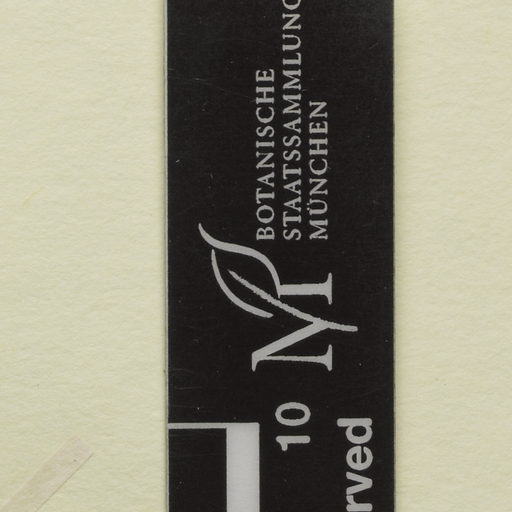 BOTANISCHE
STAATSSAMMLUNG
MÜNCHEN
M
10
rved